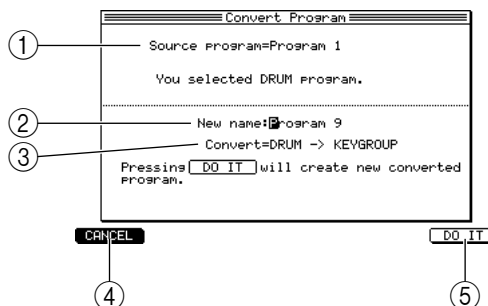 Convert Program
① Source program=Program 1
You selected DRUM program.
② New name:Program 9
③ Convert=DRUM -> KEYGROUP
Pressing DO IT will create new converted
program.
CANCEL DO IT
④ ⑤